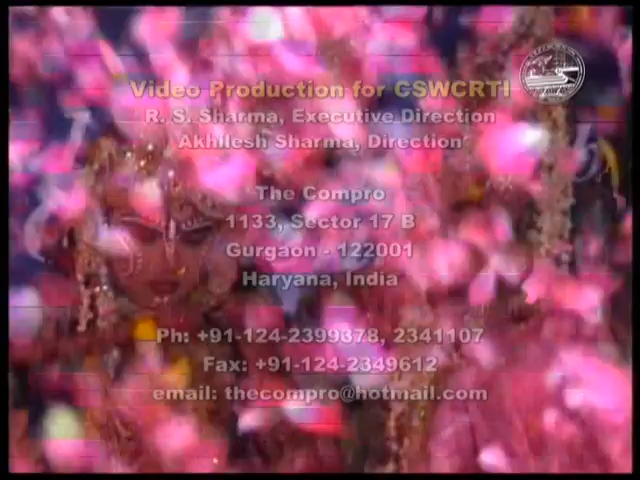 Video Production for GSWCRTI
R. S. Sharma, Executive Direction
Akhilesh Sharma, Direction
The Compro
1133, Sector 17 B
Gurgaon - 122001
Haryana, India
Ph: +91-124-2399378, 2341107
Fax: +91-124-2349612
email: thecompro@hotmail.com